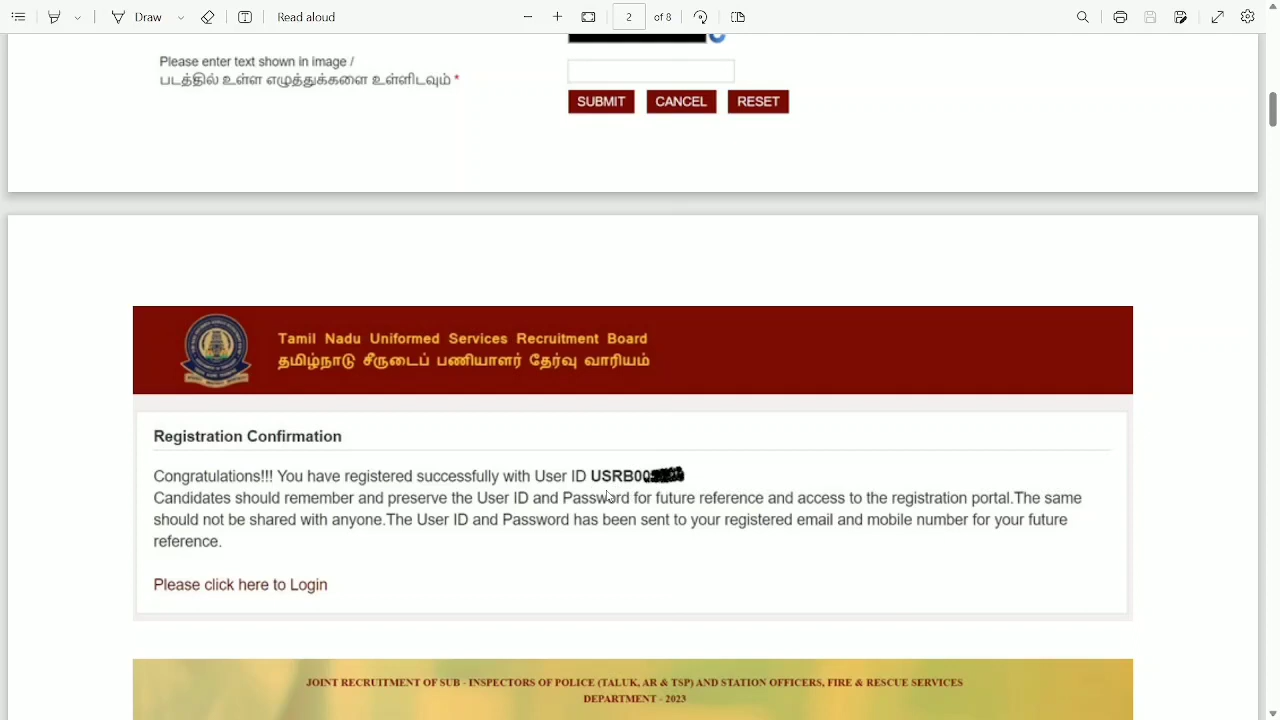 of 8
Please enter text shown in image /
படத்தில் உள்ள எழுத்துக்களை உள்ளிடவும் *
SUBMIT CANCEL RESET
Tamil Nadu Uniformed Services Recruitment Board
தமிழ்நாடு சீருடைப் பணியாளர் தேர்வு வாரியம்
Registration Confirmation
Congratulations!!! You have registered successfully with User ID USRB00
Candidates should remember and preserve the User ID and Password for future reference and access to the registration portal.The same
should not be shared with anyone.The User ID and Password has been sent to your registered email and mobile number for your future
reference.
Please click here to Login
JOINT RECRUITMENT OF SUB - INSPECTORS OF POLICE (TALUK, AR & TSP) AND STATION OFFICERS, FIRE & RESCUE SERVICES
DEPARTMENT - 2023